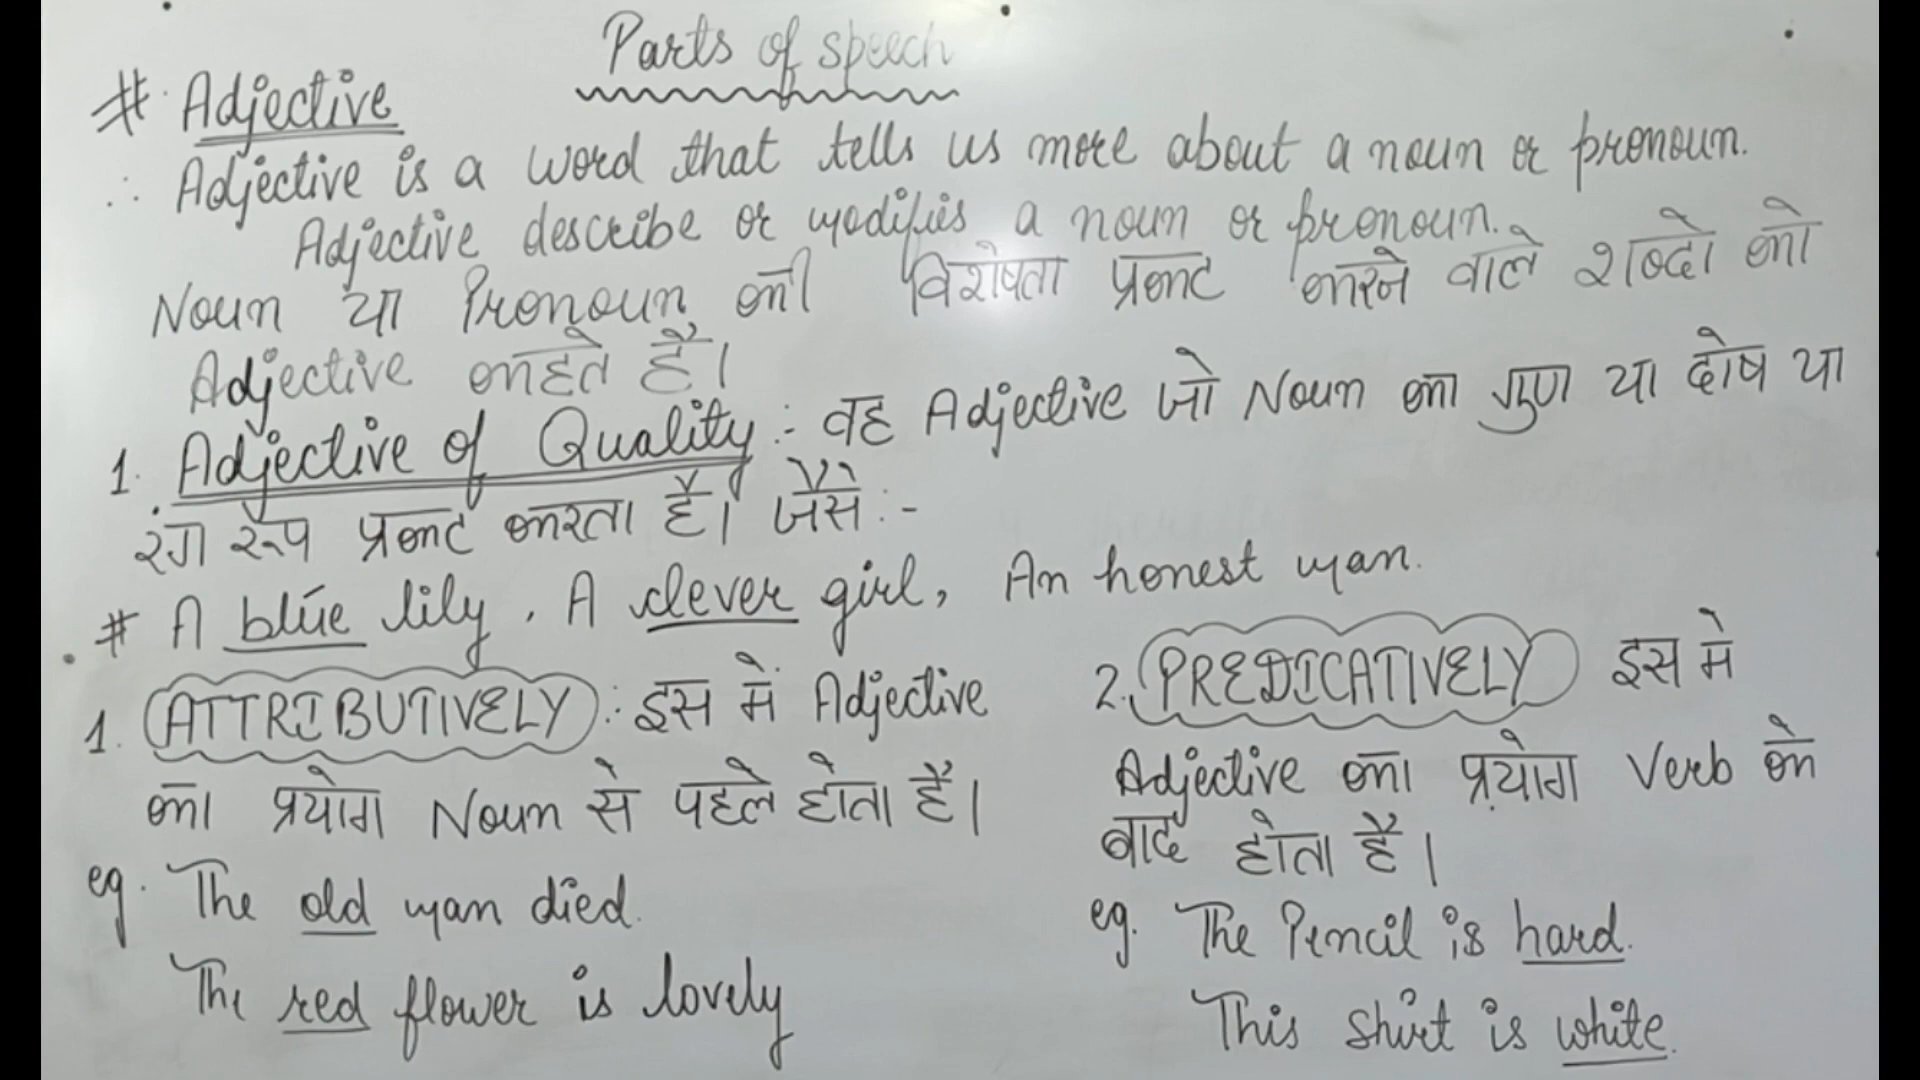 Parts of speech
# Adjective
∴ Adjective is a word that tells us more about a noun or pronoun.
Adjective describe or modifies a noun or pronoun.
Noun या Pronoun की विशेषता प्रकट करने वाले शब्दो को
Adjective कहते है।
1. Adjective of Quality :- वह Adjective जो Noun का गुण या दोष या
रंग रूप प्रकट करता है। जैसे :-
# A blue lily, A clever girl, An honest man.
1. ATTRIBUTIVELY : इस में Adjective
का प्रयोग Noun से पहले होता है।
eg. The old man died.
The red flower is lovely
2. PREDICATIVELY इस मे
Adjective का प्रयोग Verb के
बाद होता है।
eg. The Pencil is hard.
This shirt is white.